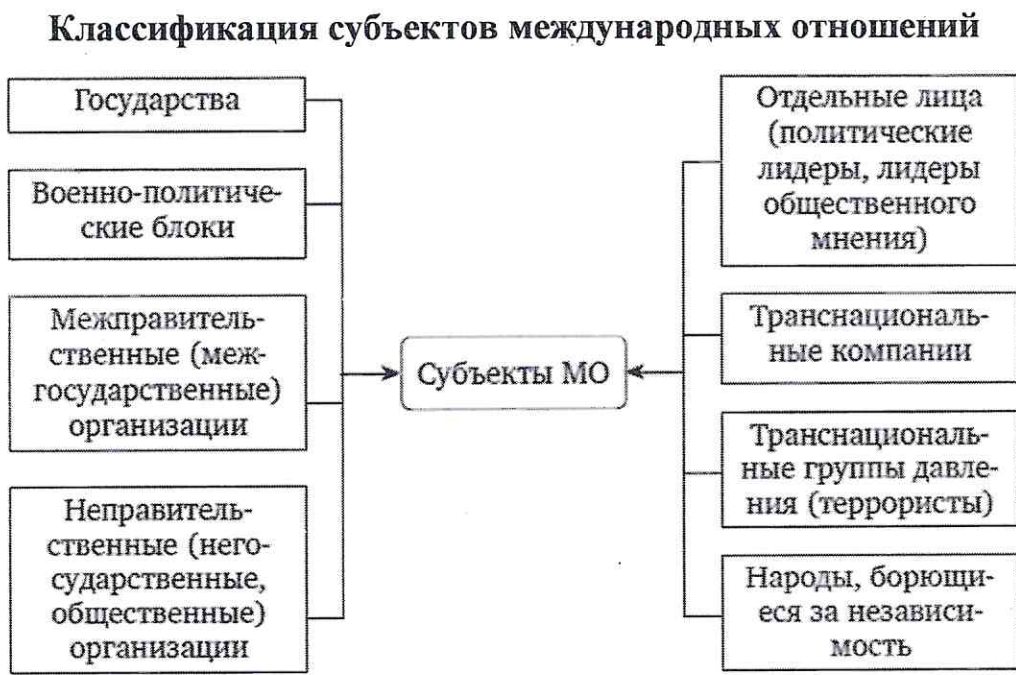 Классификация субъектов международных отношений
Государства
Военно-политиче-
ские блоки
Межправитель-
ственные (меж-
государственные)
организации
Неправитель-
ственные (него-
сударственные,
общественные)
организации
Субъекты МО
Отдельные лица
(политические
лидеры, лидеры
общественного
мнения)
Транснациональ-
ные компании
Транснациональ-
ные группы давле-
ния (террористы)
Народы, борющи-
еся за независи-
мость